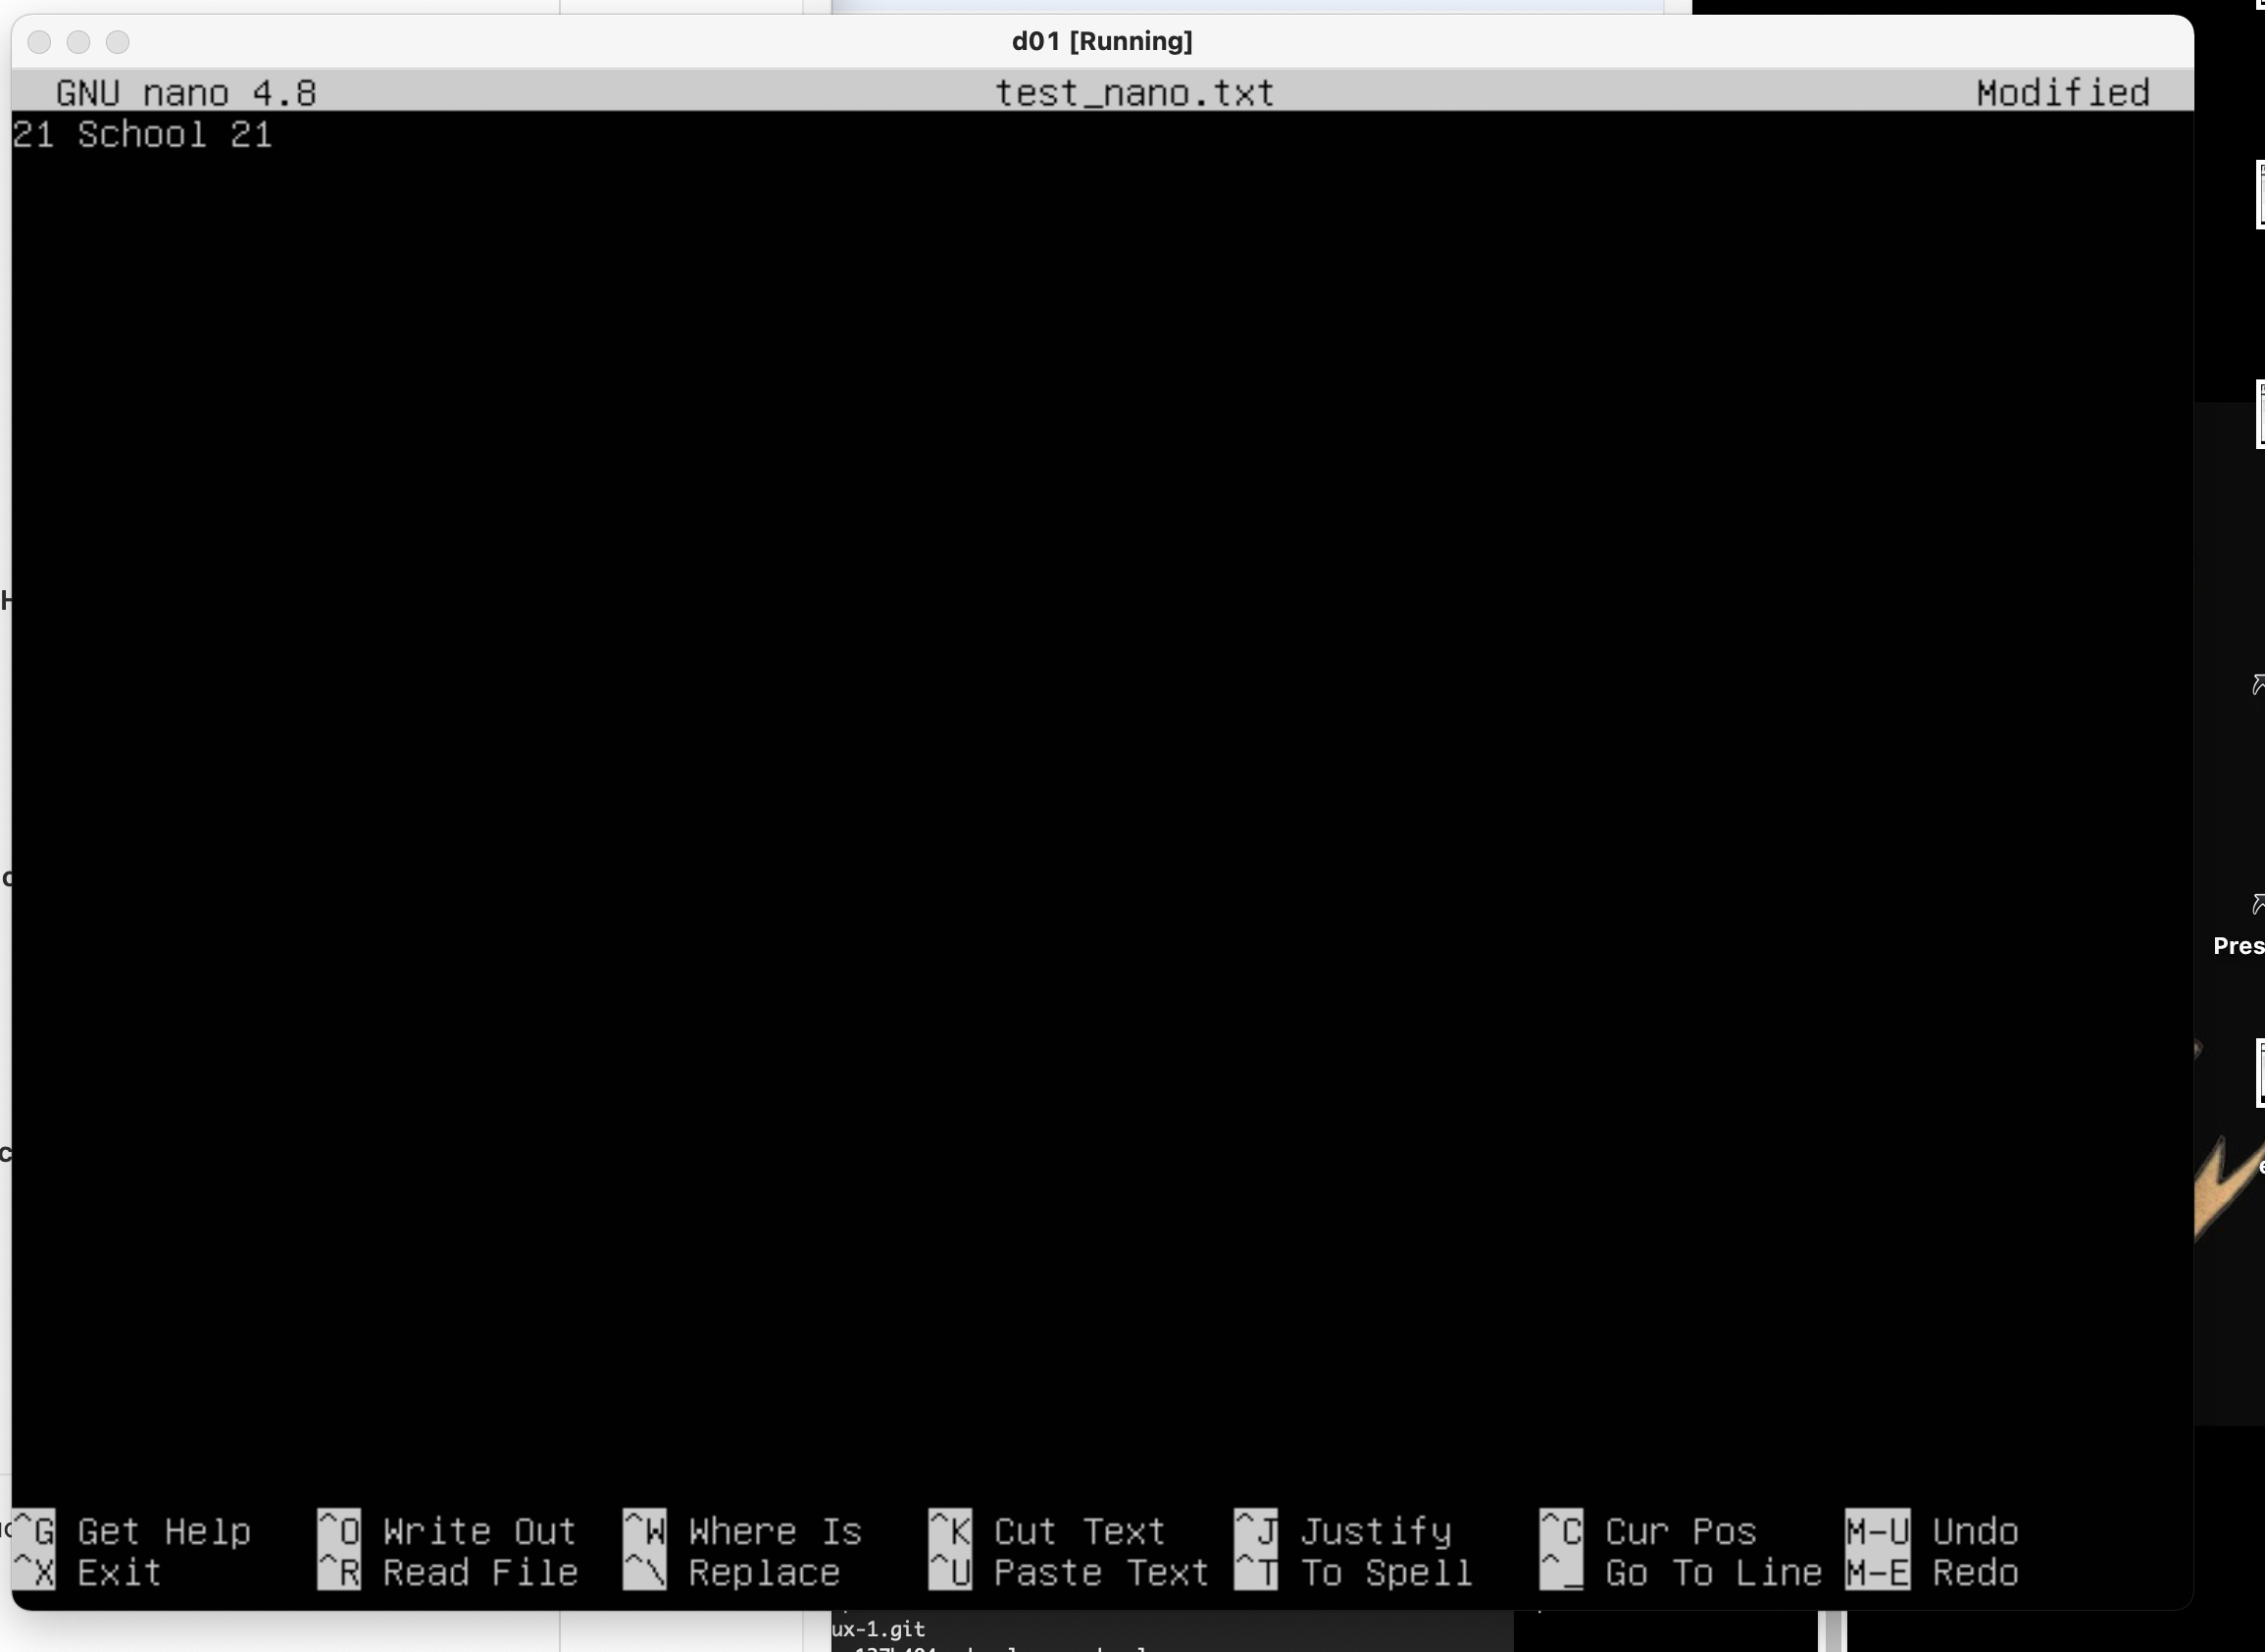 d01 [Running]
GNU nano 4.8 test_nano.txt Modified
21 School 21
Pres
^G Get Help ^O Write Out ^W Where Is ^K Cut Text ^J Justify ^C Cur Pos M-U Undo
^X Exit ^R Read File ^\ Replace ^U Paste Text ^T To Spell ^_ Go To Line M-E Redo
ux-1.git